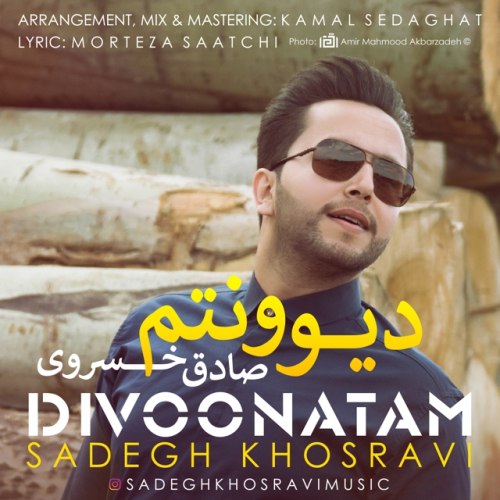 ARRANGEMENT, MIX & MASTERING: KAMAL SEDAGHAT
LYRIC: MORTEZA SAATCHI Photo: Amir Mahmood Akbarzadeh ©
دیوونتم
صادق خسروی
DIVOONATAM
SADEGH KHOSRAVI
SADEGHKHOSRAVIMUSIC